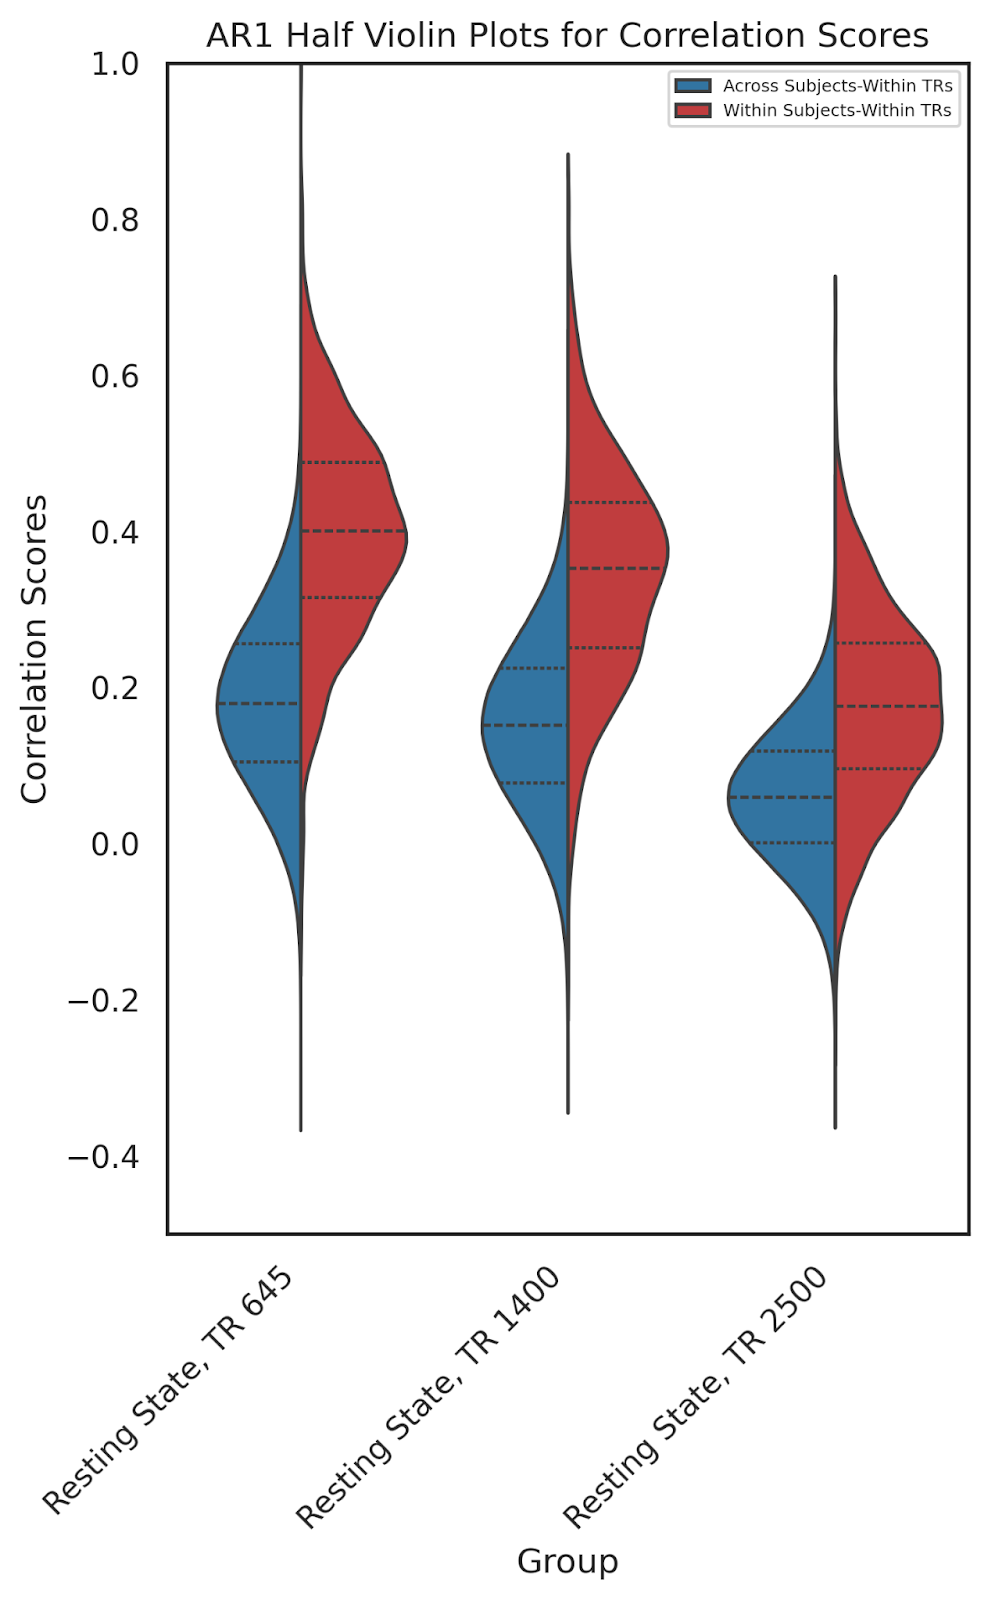 AR1 Half Violin Plots for Correlation Scores
Across Subjects-Within TRs
Within Subjects-Within TRs
1.0
0.8
0.6
0.4
0.2
0.0
−0.2
−0.4
Correlation Scores
Resting State, TR 645
Resting State, TR 1400
Resting State, TR 2500
Group